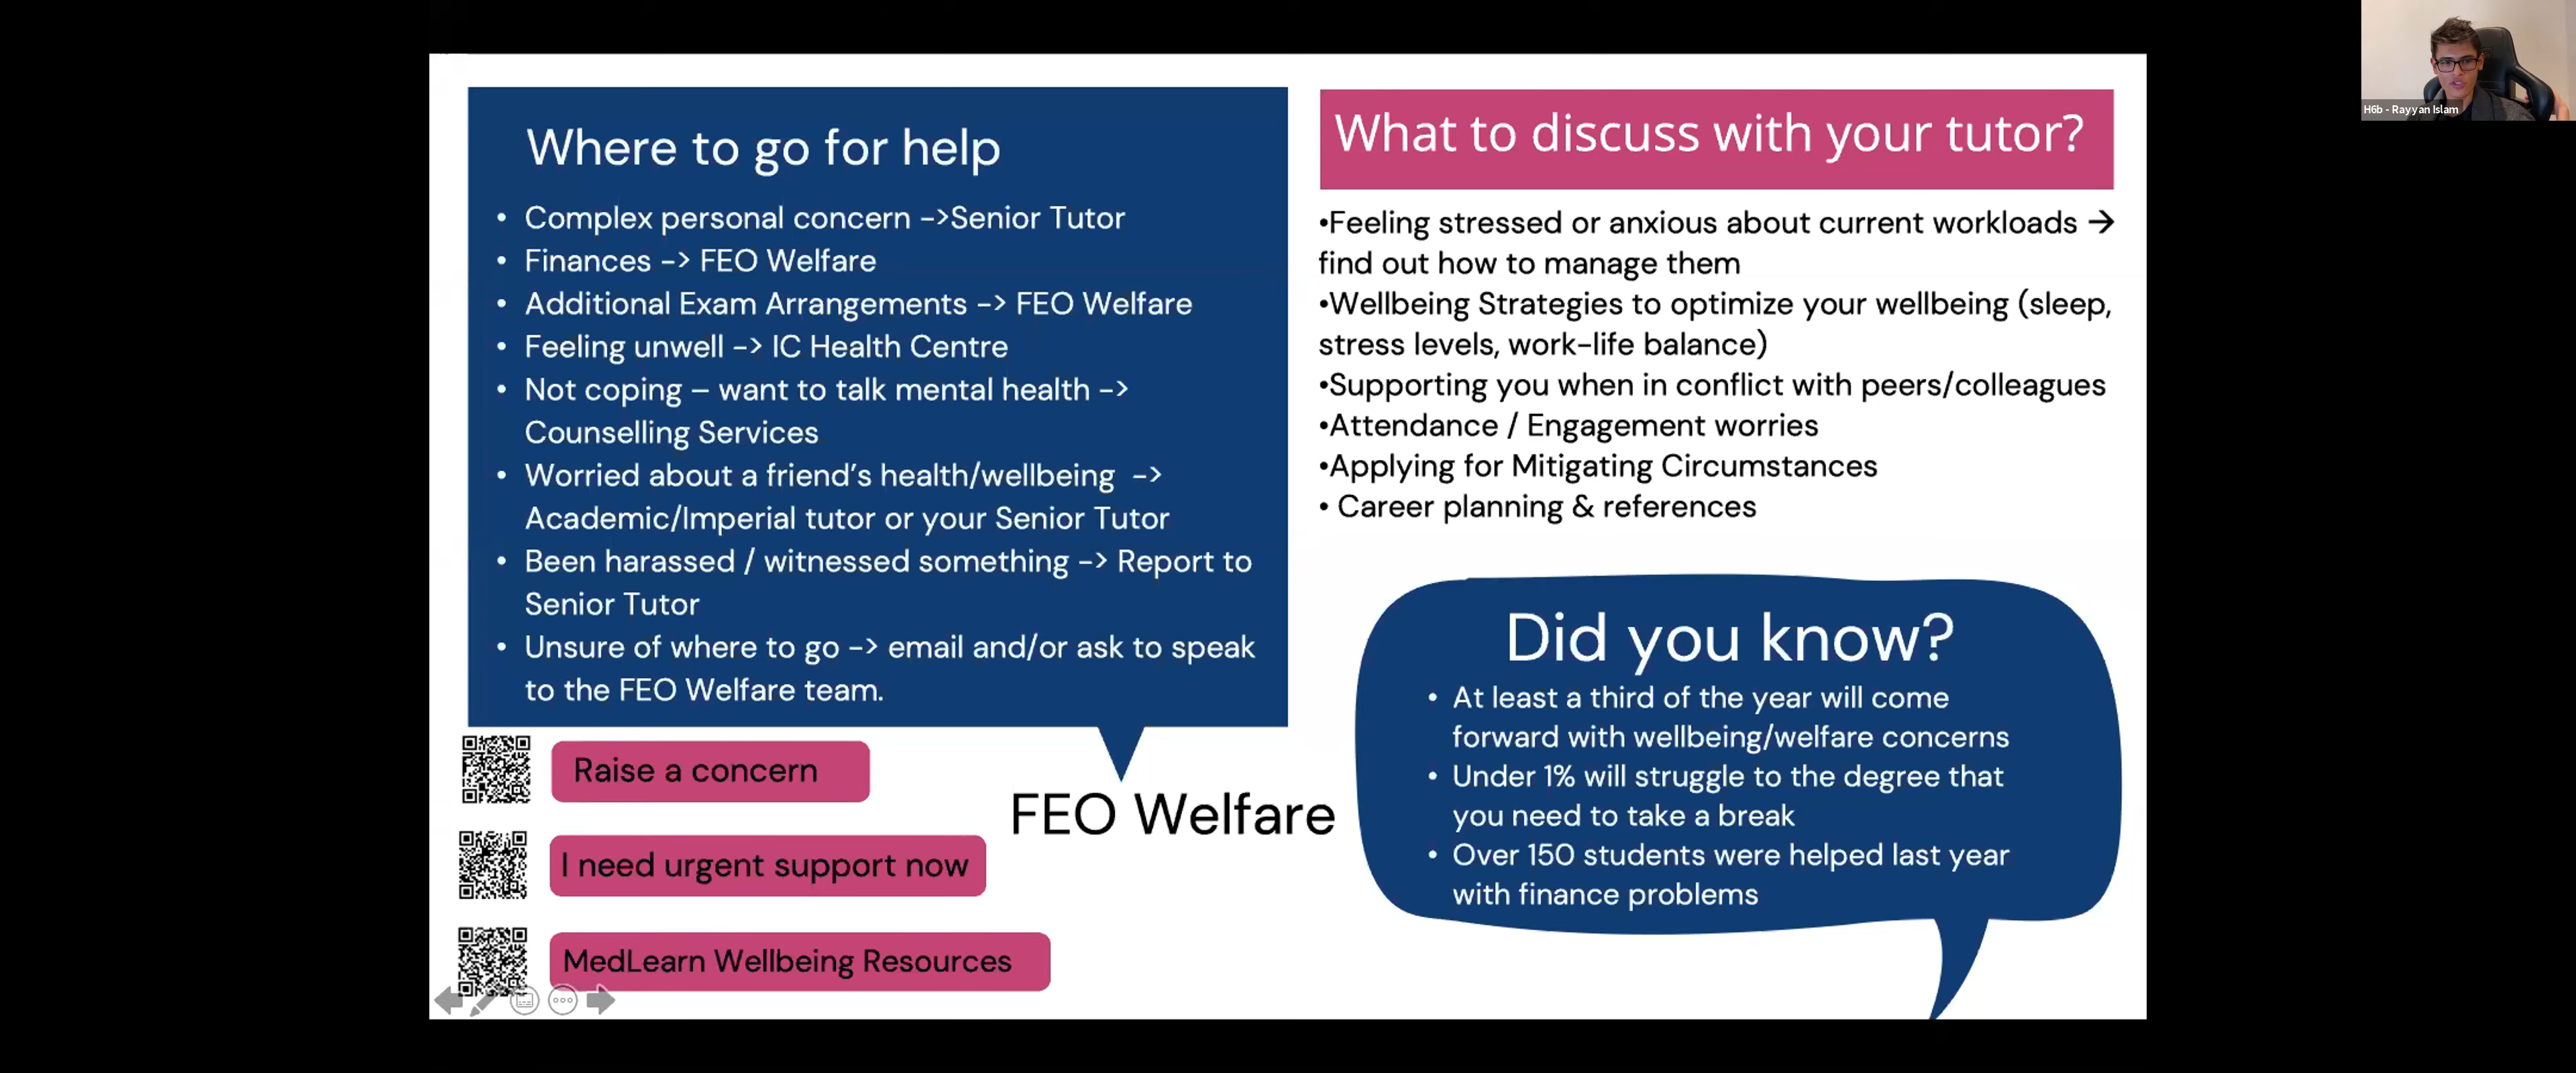 Where to go for help
• Complex personal concern ->Senior Tutor
• Finances -> FEO Welfare
• Additional Exam Arrangements -> FEO Welfare
• Feeling unwell -> IC Health Centre
• Not coping – want to talk mental health ->
Counselling Services
• Worried about a friend's health/wellbeing ->
Academic/Imperial tutor or your Senior Tutor
• Been harassed / witnessed something -> Report to
Senior Tutor
• Unsure of where to go -> email and/or ask to speak
to the FEO Welfare team.
Raise a concern
I need urgent support now
MedLearn Wellbeing Resources
FEO Welfare
What to discuss with your tutor?
•Feeling stressed or anxious about current workloads →
find out how to manage them
•Wellbeing Strategies to optimize your wellbeing (sleep,
stress levels, work-life balance)
•Supporting you when in conflict with peers/colleagues
•Attendance / Engagement worries
•Applying for Mitigating Circumstances
• Career planning & references
Did you know?
• At least a third of the year will come
forward with wellbeing/welfare concerns
• Under 1% will struggle to the degree that
you need to take a break
• Over 150 students were helped last year
with finance problems
H6b - Rayyan Islam